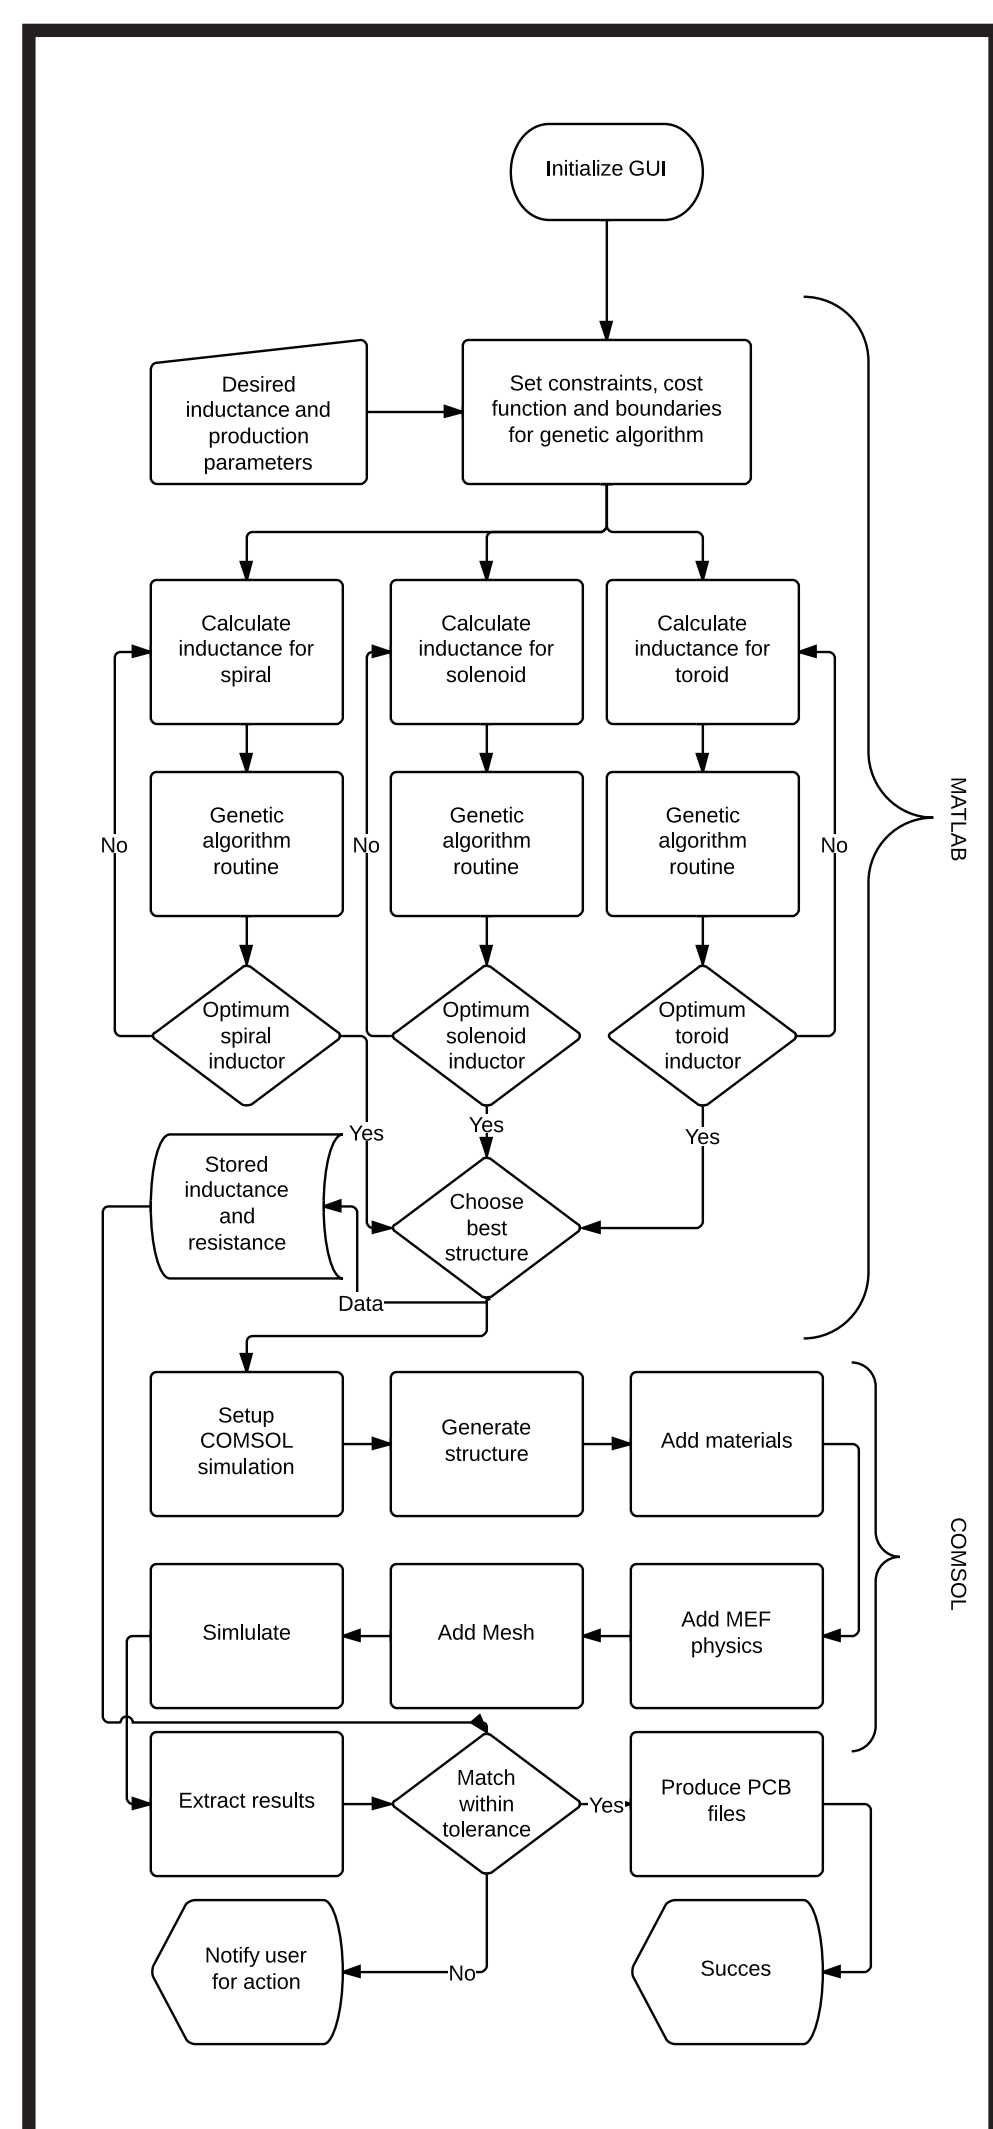 Initialize GUI
Desired
inductance and
production
parameters
Set constraints, cost
function and boundaries
for genetic algorithm
Calculate
inductance for
spiral
Calculate
inductance for
solenoid
Calculate
inductance for
toroid
MATLAB
Genetic
algorithm
routine
Genetic
algorithm
routine
Genetic
algorithm
routine
No
No
No
Optimum
spiral
inductor
Optimum
solenoid
inductor
Optimum
toroid
inductor
Yes
Yes
Yes
Stored
inductance
and
resistance
Choose
best
structure
Data
Setup
COMSOL
simulation
Generate
structure
Add materials
COMSOL
Simlulate
Add Mesh
Add MEF
physics
Extract results
Match
within
tolerance
Yes
Produce PCB
files
Notify user
for action
No
Succes